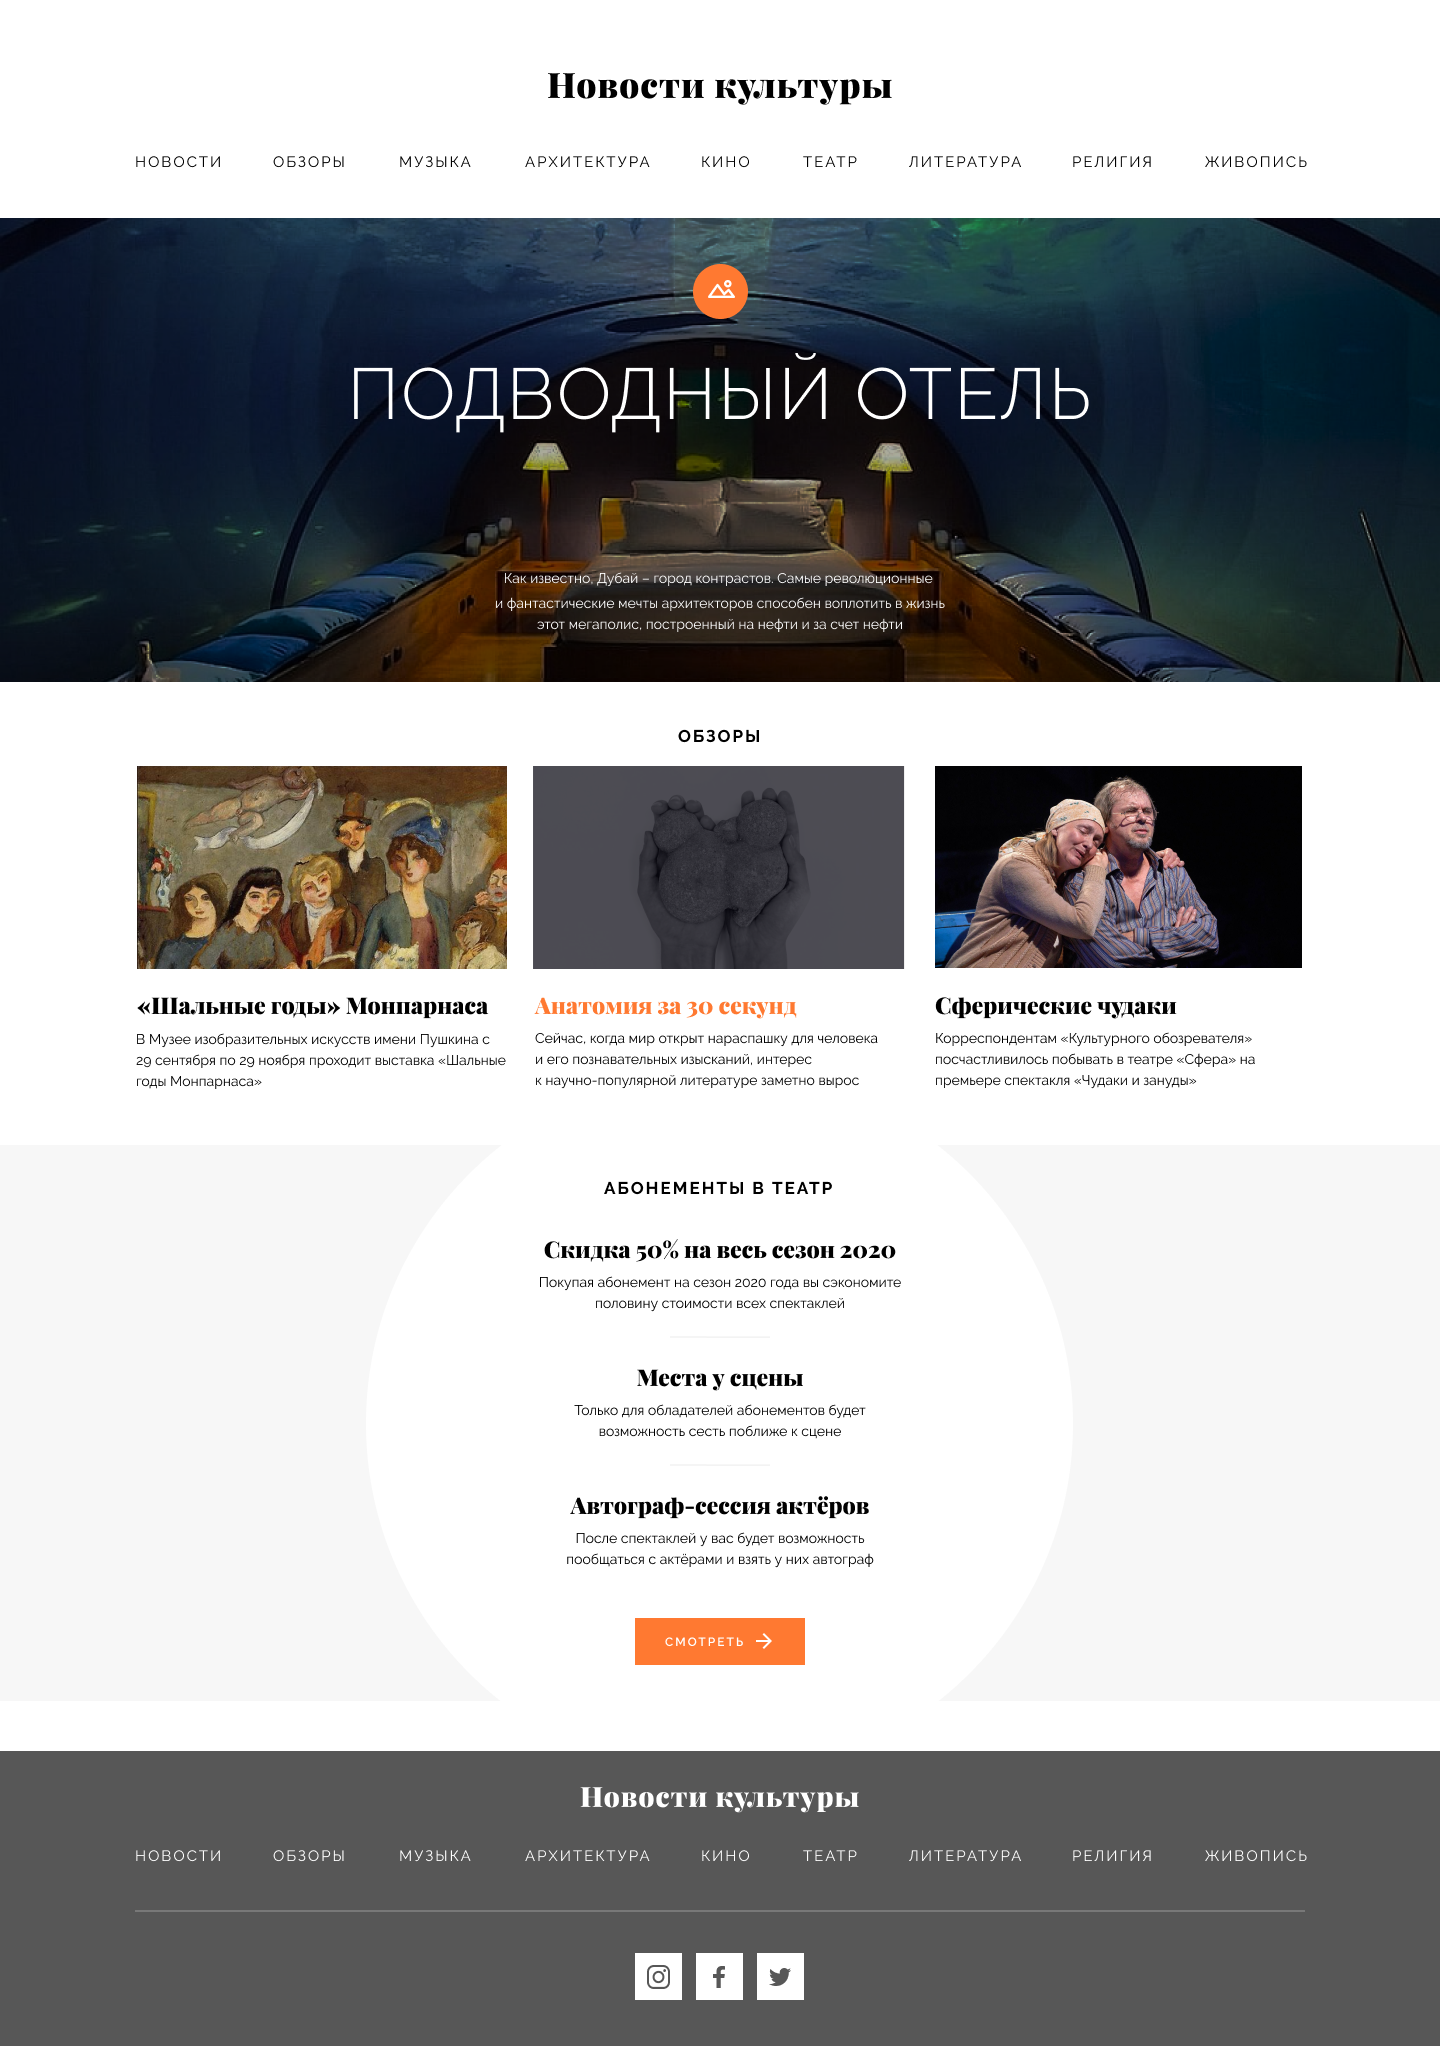 Новости культуры
НОВОСТИ ОБЗОРЫ МУЗЫКА АРХИТЕКТУРА КИНО ТЕАТР ЛИТЕРАТУРА РЕЛИГИЯ ЖИВОПИСЬ
ПОДВОДНЫЙ ОТЕЛЬ
Как известно, Дубай – город контрастов. Самые революционные
и фантастические мечты архитекторов способен воплотить в жизнь
этот мегаполис, построенный на нефти и за счет нефти
ОБЗОРЫ
«Шальные годы» Монпарнаса
В Музее изобразительных искусств имени Пушкина с
29 сентября по 29 ноября проходит выставка «Шальные
годы Монпарнаса»
Анатомия за 30 секунд
Сейчас, когда мир открыт нараспашку для человека
и его познавательных изысканий, интерес
к научно-популярной литературе заметно вырос
Сферические чудаки
Корреспондентам «Культурного обозревателя»
посчастливилось побывать в театре «Сфера» на
премьере спектакля «Чудаки и зануды»
АБОНЕМЕНТЫ В ТЕАТР
Скидка 50% на весь сезон 2020
Покупая абонемент на сезон 2020 года вы сэкономите
половину стоимости всех спектаклей
Места у сцены
Только для обладателей абонементов будет
возможность сесть поближе к сцене
Автограф-сессия актёров
После спектаклей у вас будет возможность
пообщаться с актёрами и взять у них автограф
СМОТРЕТЬ
Новости культуры
НОВОСТИ ОБЗОРЫ МУЗЫКА АРХИТЕКТУРА КИНО ТЕАТР ЛИТЕРАТУРА РЕЛИГИЯ ЖИВОПИСЬ